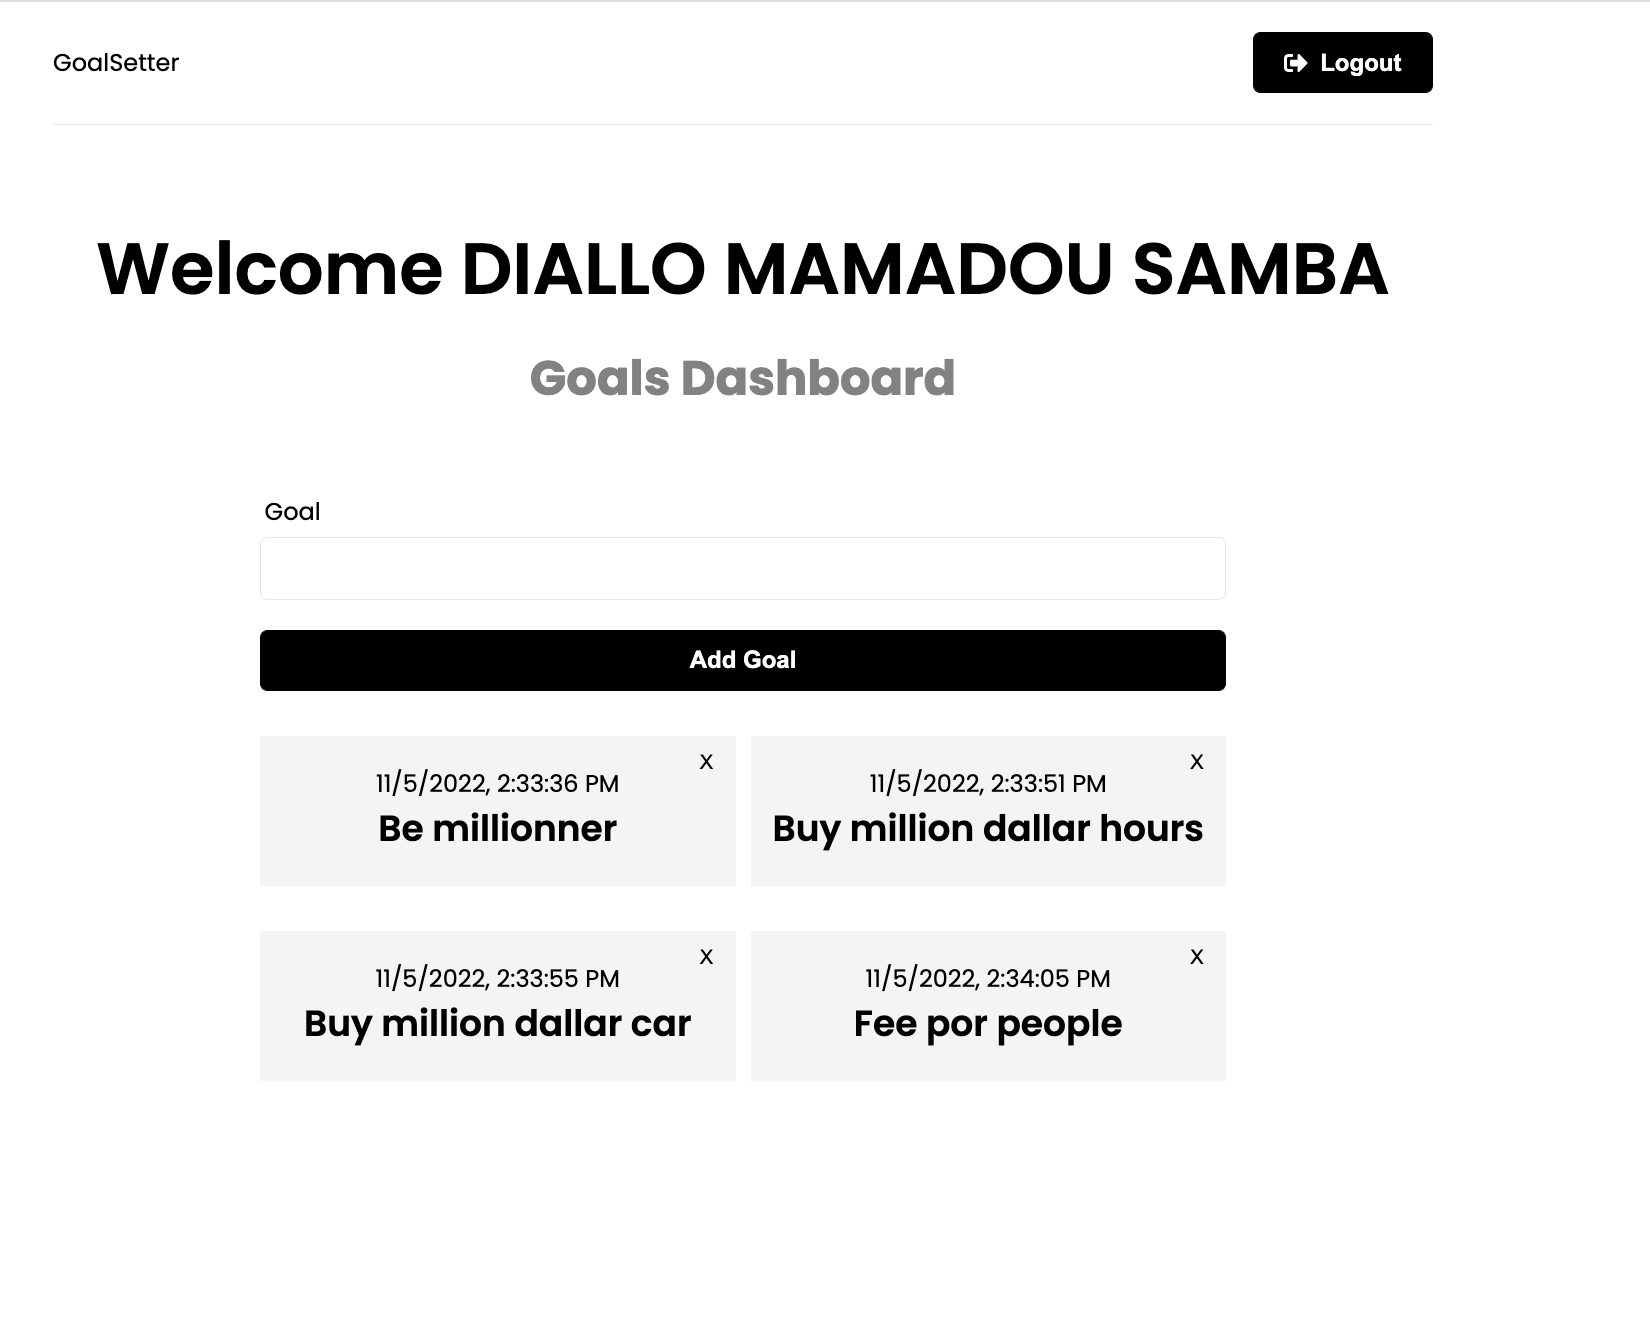 GoalSetter
Logout
Welcome DIALLO MAMADOU SAMBA
Goals Dashboard
Goal
Add Goal
X
11/5/2022, 2:33:36 PM
Be millionner
X
11/5/2022, 2:33:51 PM
Buy million dallar hours
X
11/5/2022, 2:33:55 PM
Buy million dallar car
X
11/5/2022, 2:34:05 PM
Fee por people